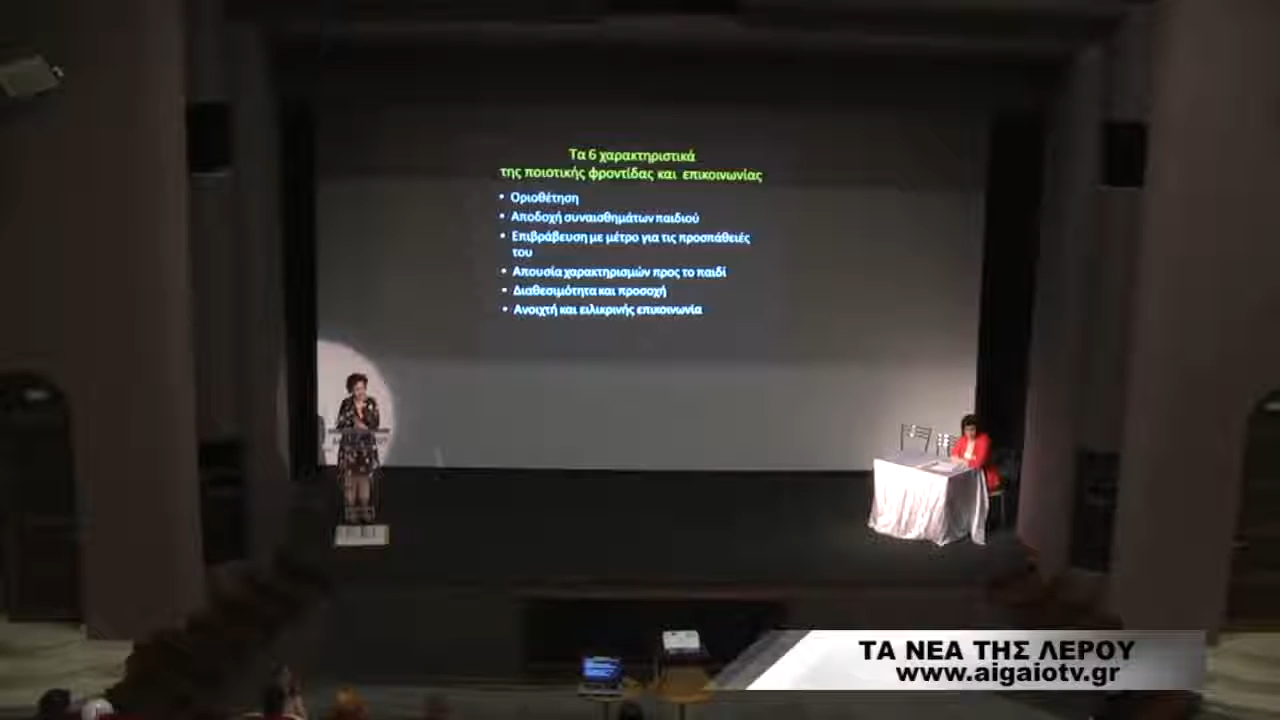 Τα 6 χαρακτηριστικά
της ποιοτικής φροντίδας και επικοινωνίας
• Οριοθέτηση
• Αποδοχή συναισθημάτων παιδιού
• Επιβράβευση με μέτρο για τις προσπάθειές
του
• Απουσία χαρακτηρισμών προς το παιδί
• Διαθεσιμότητα και προσοχή
• Ανοιχτή και ειλικρινής επικοινωνία
ΤΑ ΝΕΑ ΤΗΣ ΛΕΡΟΥ
www.aigaiotv.gr